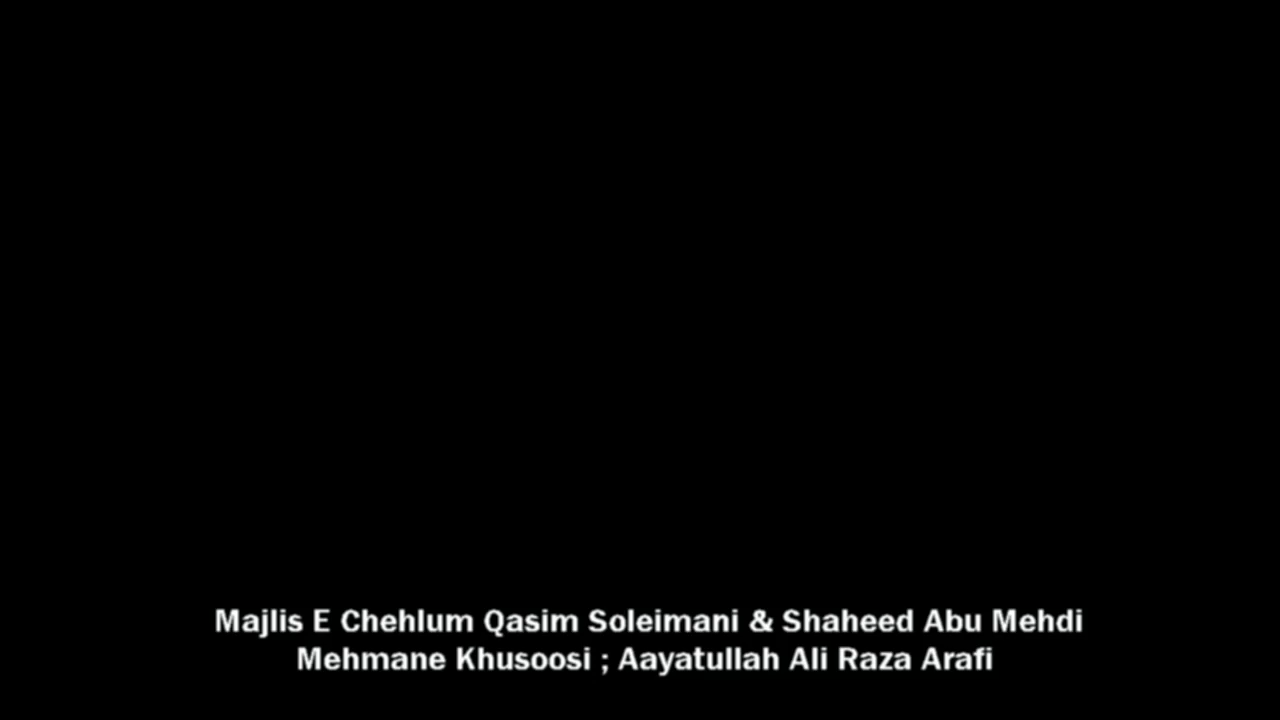 Majlis E Chehlum Qasim Soleimani & Shaheed Abu Mehdi
Mehmane Khusoosi ; Aayatullah Ali Raza Arafi